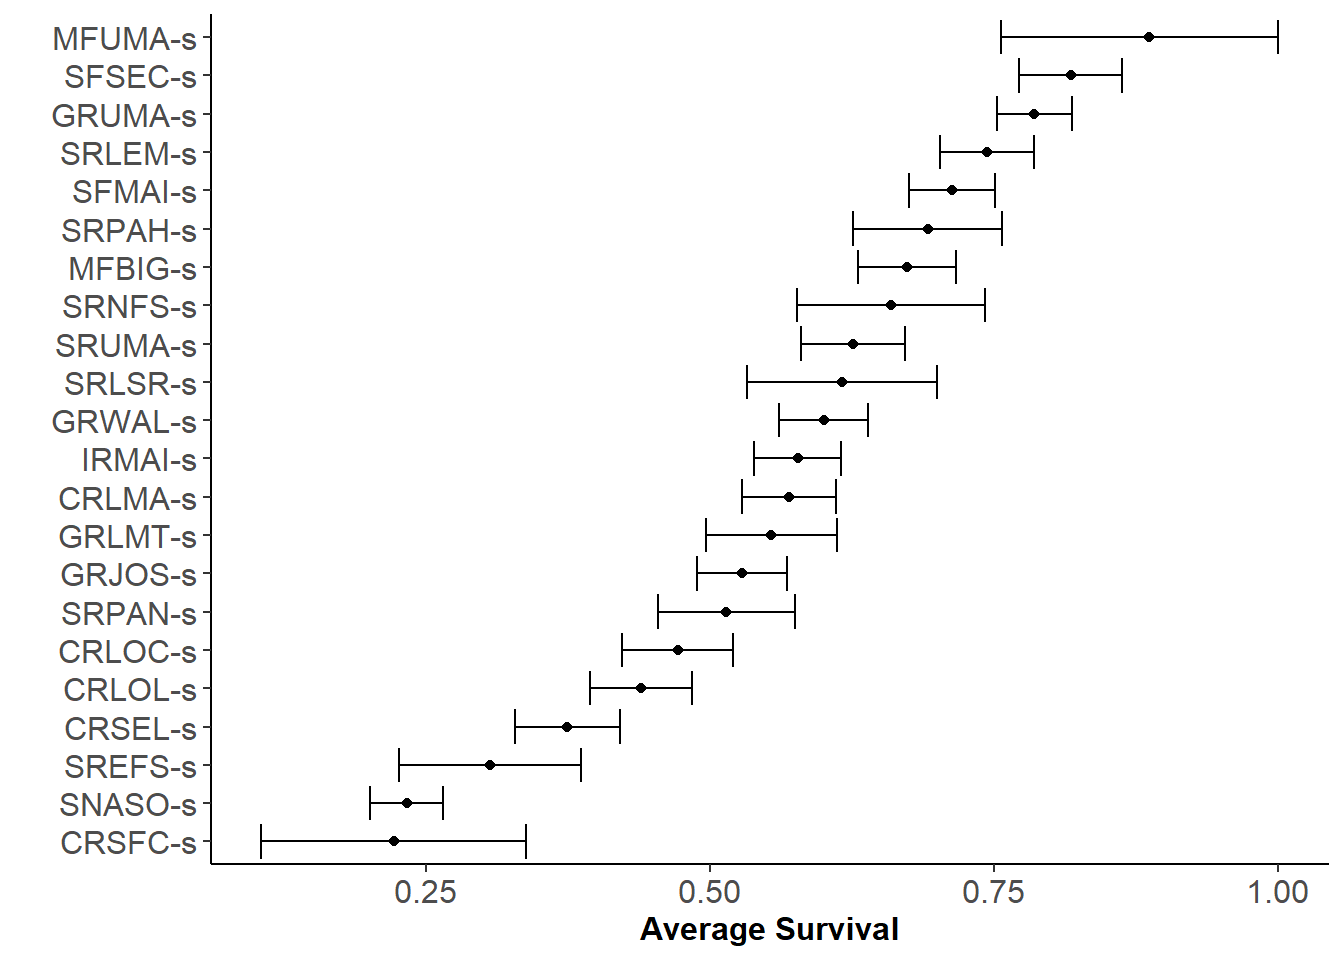 MFUMA-s
SFSEC-s
GRUMA-s
SRLEM-s
SFMAI-s
SRPAH-s
MFBIG-s
SRNFS-s
SRUMA-s
SRLSR-s
GRWAL-s
IRMAI-s
CRLMA-s
GRLMT-s
GRJOS-s
SRPAN-s
CRLOC-s
CRLOL-s
CRSEL-s
SREFS-s
SNASO-s
CRSFC-s
0.25 0.50 0.75 1.00
Average Survival